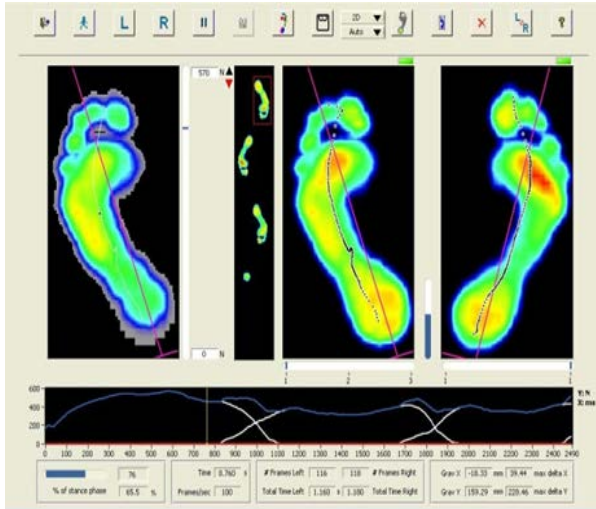 L R 2D L R
Auto
570 N
0 N
1 2 3 1 1
600
400
200
0
Y: N
X: ms
0 100 200 300 400 500 600 700 800 900 1000 1100 1200 1300 1400 1500 1600 1700 1800 1900 2000 2100 2200 2300 2400 2490
76
% of stance phase 65.5 %
Time 0.760 s
Frames/sec 100
# Frames Left 116 118 # Frames Right
Total Time Left 1.160 s 1.180 Total Time Right
Grav X -18.33 mm 39.44 max delta X
Grav Y 159.29 mm 220.46 max delta Y